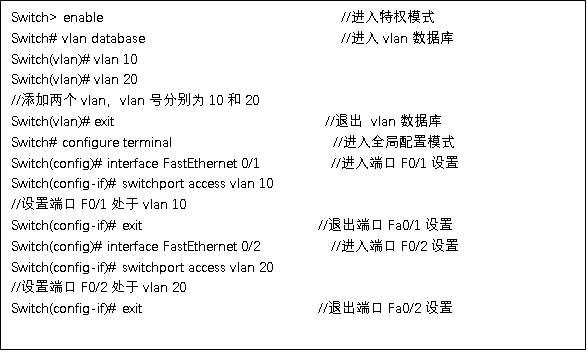 Switch> enable //进入特权模式
Switch# vlan database //进入 vlan 数据库
Switch(vlan)# vlan 10
Switch(vlan)# vlan 20
//添加两个 vlan，vlan 号分别为 10 和 20
Switch(vlan)# exit //退出 vlan 数据库
Switch# configure terminal //进入全局配置模式
Switch(config)# interface FastEthernet 0/1 //进入端口 F0/1 设置
Switch(config-if)# switchport access vlan 10
//设置端口 F0/1 处于 vlan 10
Switch(config-if)# exit //退出端口 Fa0/1 设置
Switch(config)# interface FastEthernet 0/2 //进入端口 F0/2 设置
Switch(config-if)# switchport access vlan 20
//设置端口 F0/2 处于 vlan 20
Switch(config-if)# exit //退出端口 Fa0/2 设置